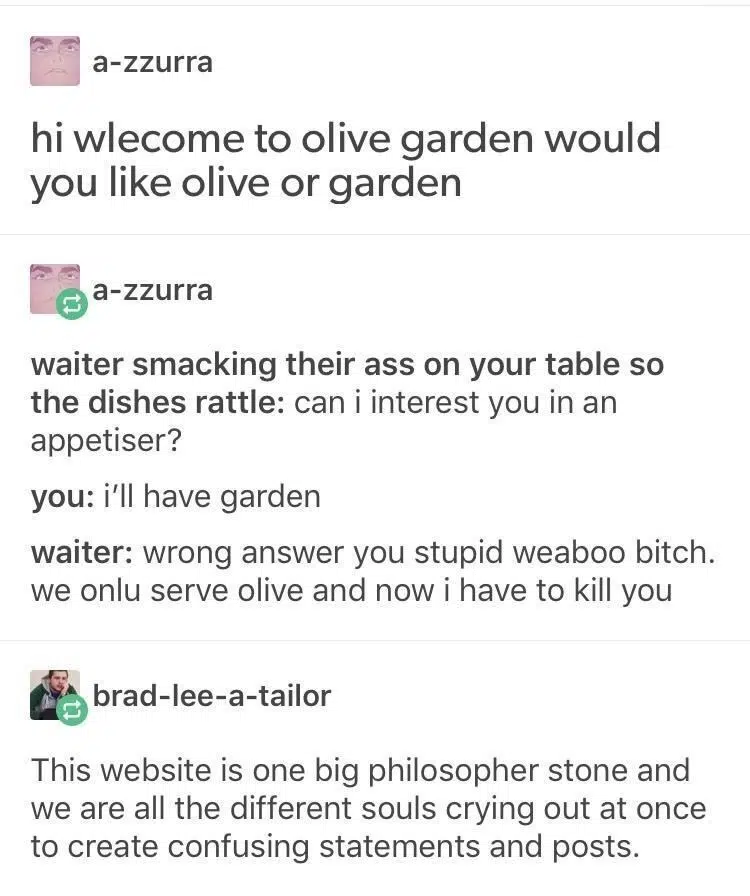 a-zzurra
hi wlecome to olive garden would
you like olive or garden
a-zzurra
waiter smacking their ass on your table so
the dishes rattle: can i interest you in an
appetiser?
you: i'll have garden
waiter: wrong answer you stupid weaboo bitch.
we onlu serve olive and now i have to kill you
brad-lee-a-tailor
This website is one big philosopher stone and
we are all the different souls crying out at once
to create confusing statements and posts.